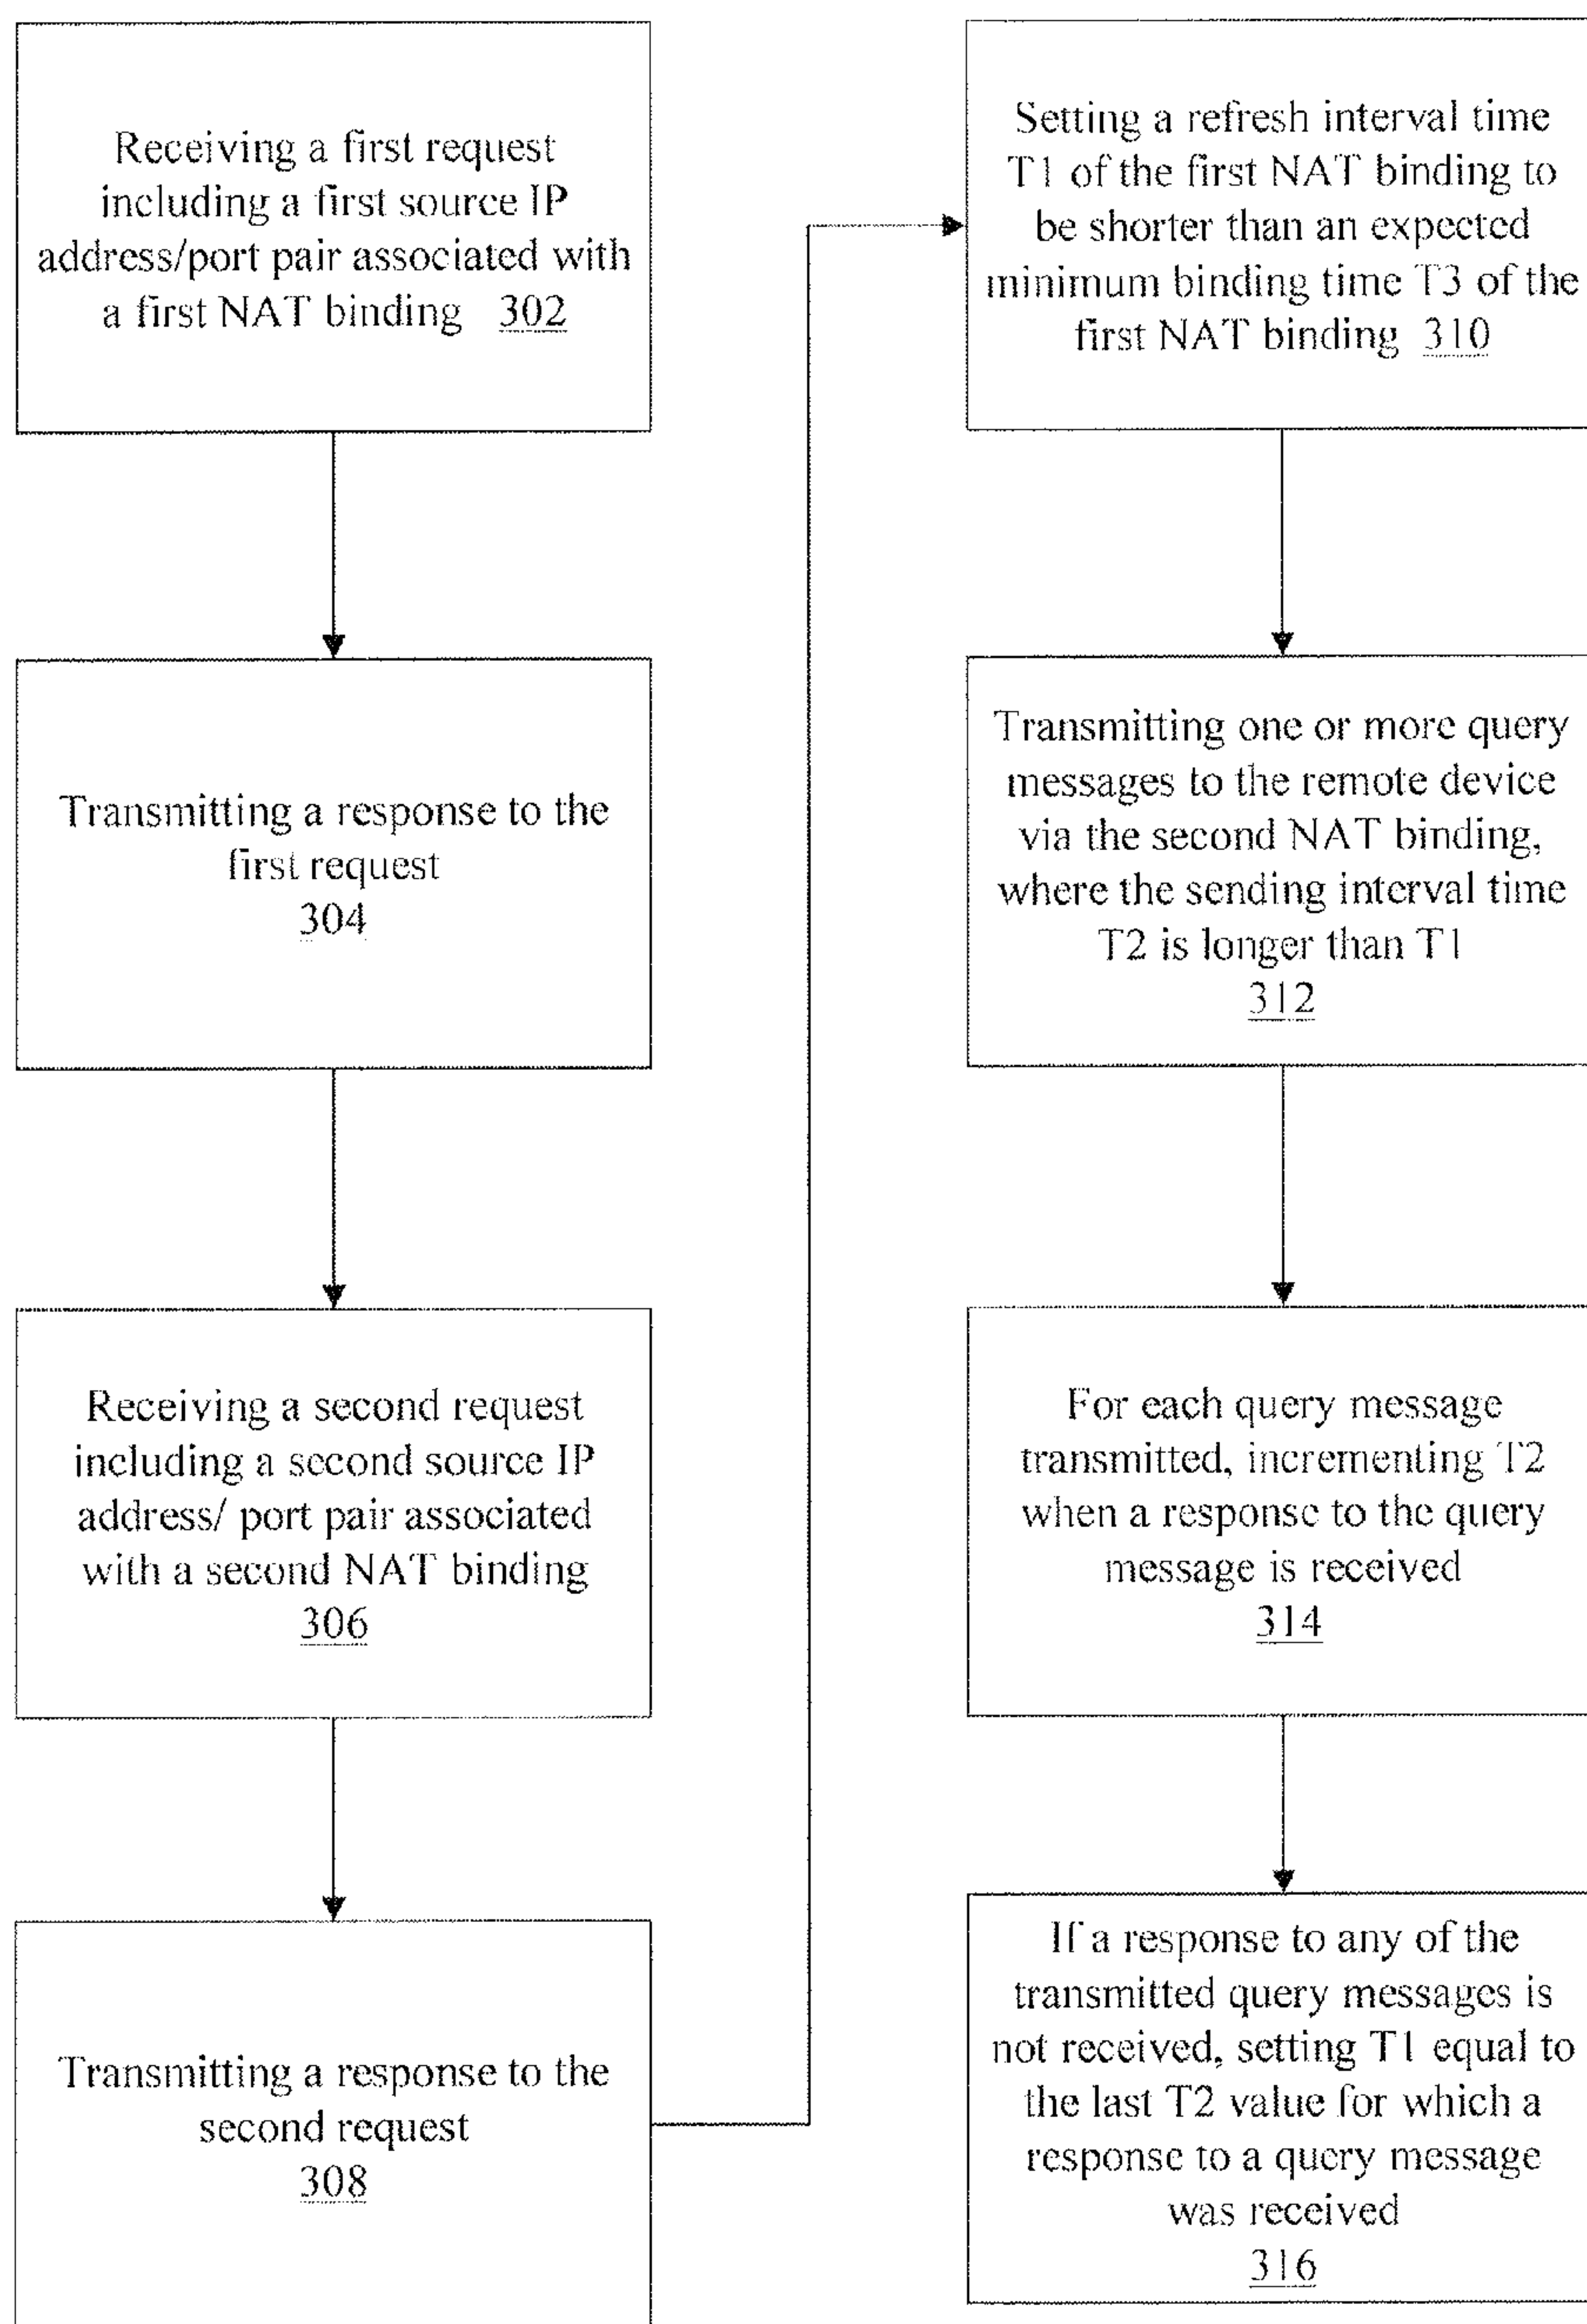 Receiving a first request
including a first source IP
address/port pair associated with
a first NAT binding 302
Transmitting a response to the
first request
304
Receiving a second request
including a second source IP
address/ port pair associated
with a second NAT binding
306
Transmitting a response to the
second request
308
Setting a refresh interval time
T1 of the first NAT binding to
be shorter than an expected
minimum binding time T3 of the
first NAT binding 310
Transmitting one or more query
messages to the remote device
via the second NAT binding,
where the sending interval time
T2 is longer than T1
312
For each query message
transmitted, incrementing T2
when a response to the query
message is received
314
If a response to any of the
transmitted query messages is
not received, setting T1 equal to
the last T2 value for which a
response to a query message
was received
316